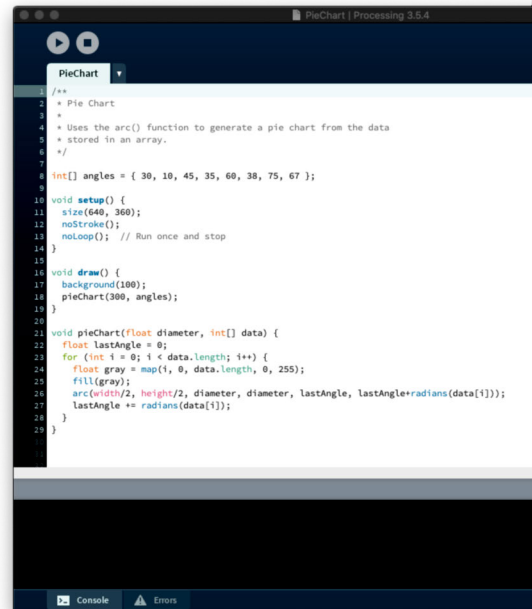 PieChart | Processing 3.5.4
PieChart ▼
1 /**
2  * Pie Chart
3  *
4  * Uses the arc() function to generate a pie chart from the data
5  * stored in an array.
6  */
7
8 int[] angles = { 30, 10, 45, 35, 60, 38, 75, 67 };
9
10 void setup() {
11   size(640, 360);
12   noStroke();
13   noLoop();  // Run once and stop
14 }
15
16 void draw() {
17   background(100);
18   pieChart(300, angles);
19 }
20
21 void pieChart(float diameter, int[] data) {
22   float lastAngle = 0;
23   for (int i = 0; i < data.length; i++) {
24     float gray = map(i, 0, data.length, 0, 255);
25     fill(gray);
26     arc(width/2, height/2, diameter, diameter, lastAngle, lastAngle+radians(data[i]));
27     lastAngle += radians(data[i]);
28   }
29 }
Console Errors